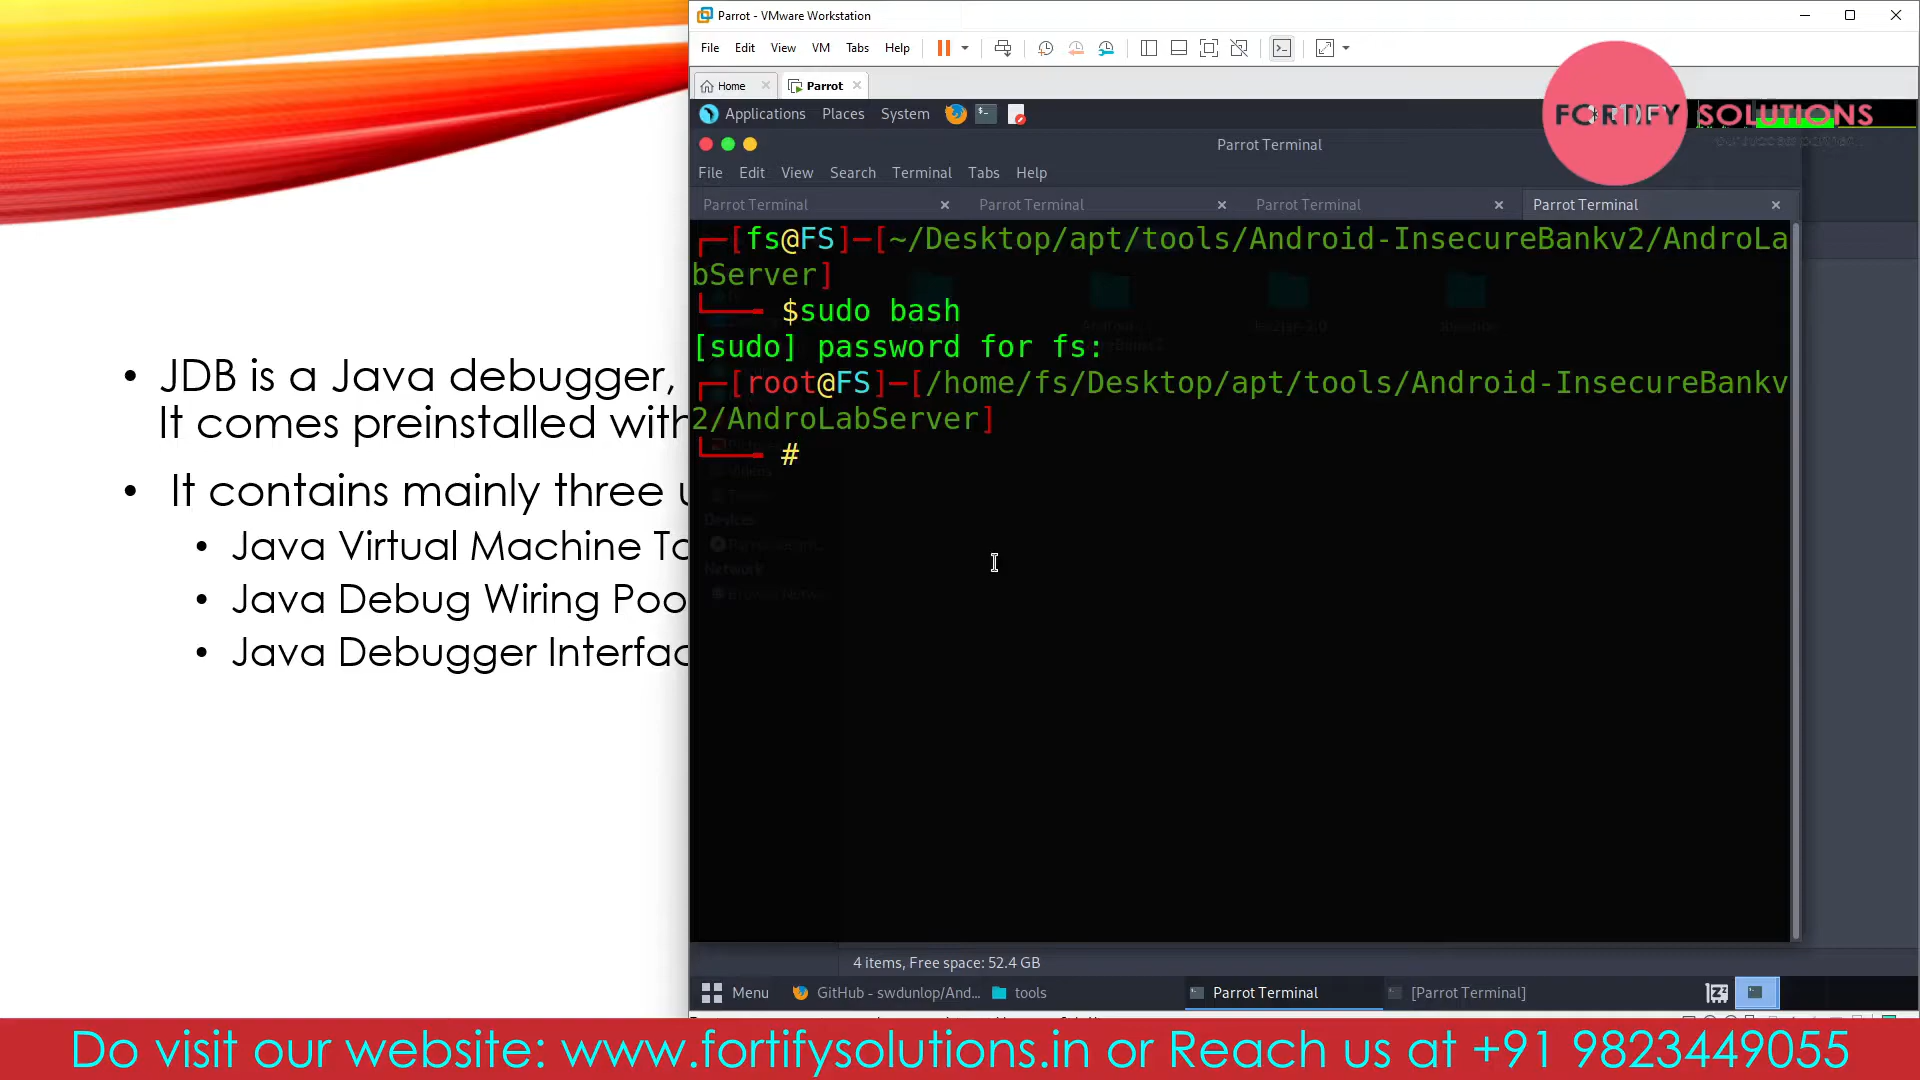 Parrot - VMware Workstation
File Edit View VM Tabs Help
Home Parrot
Applications Places System
FORTIFY SOLUTIONS
Parrot Terminal
File Edit View Search Terminal Tabs Help
Parrot Terminal Parrot Terminal Parrot Terminal Parrot Terminal
[fs@FS]-[~/Desktop/apt/tools/Android-InsecureBankv2/AndroLa
bServer]
$sudo bash
[sudo] password for fs:
[root@FS]-[/home/fs/Desktop/apt/tools/Android-InsecureBankv
2/AndroLabServer]
#
Devices
Network
• JDB is a Java debugger,
It comes preinstalled with
• It contains mainly three
• Java Virtual Machine
• Java Debug Wiring
• Java Debugger
4 items, Free space: 52.4 GB
Menu GitHub - swdunlop/And... tools Parrot Terminal [Parrot Terminal]
Do visit our website: www.fortifysolutions.in or Reach us at +91 9823449055